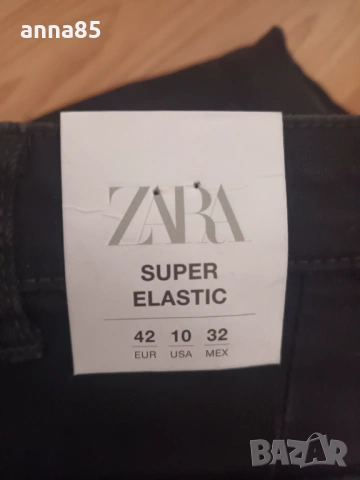 anna85
ZARA
SUPER
ELASTIC
42 10 32
EUR USA MEX
BAZAR